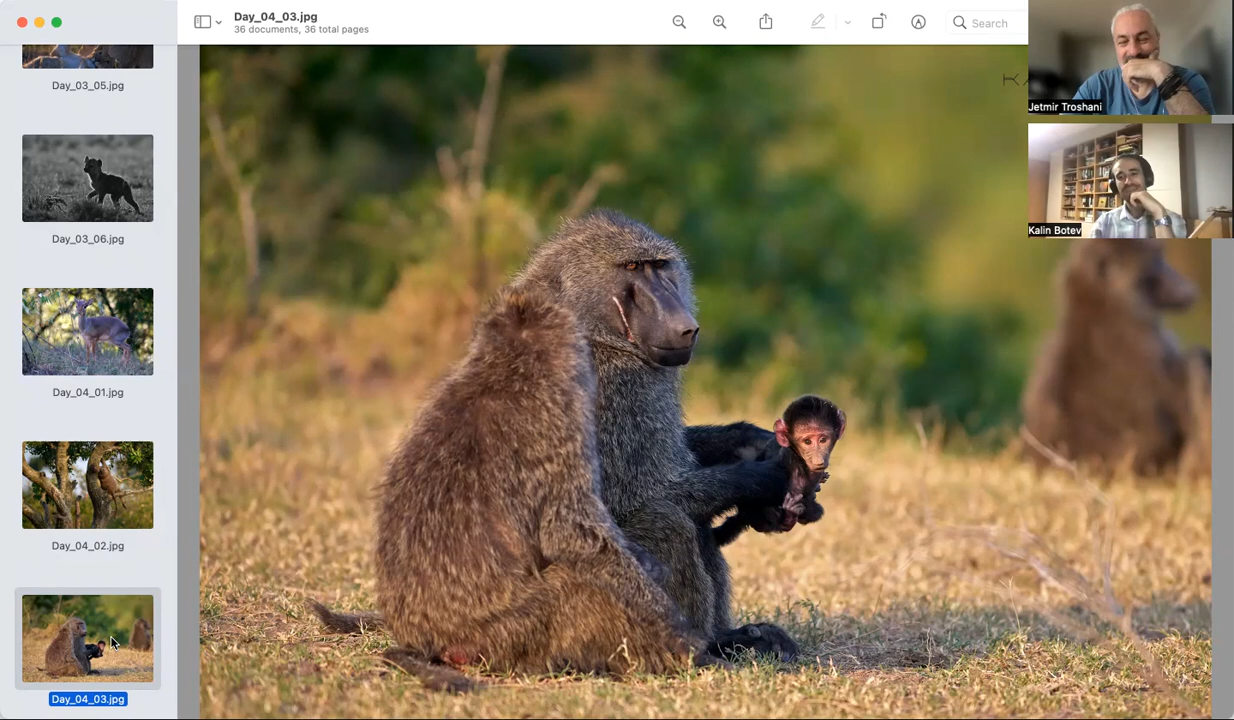 Day_04_03.jpg
36 documents, 36 total pages
Search
Day_03_05.jpg
Day_03_06.jpg
Day_04_01.jpg
Day_04_02.jpg
Day_04_03.jpg
Jetmir Troshani
Kalin Botev